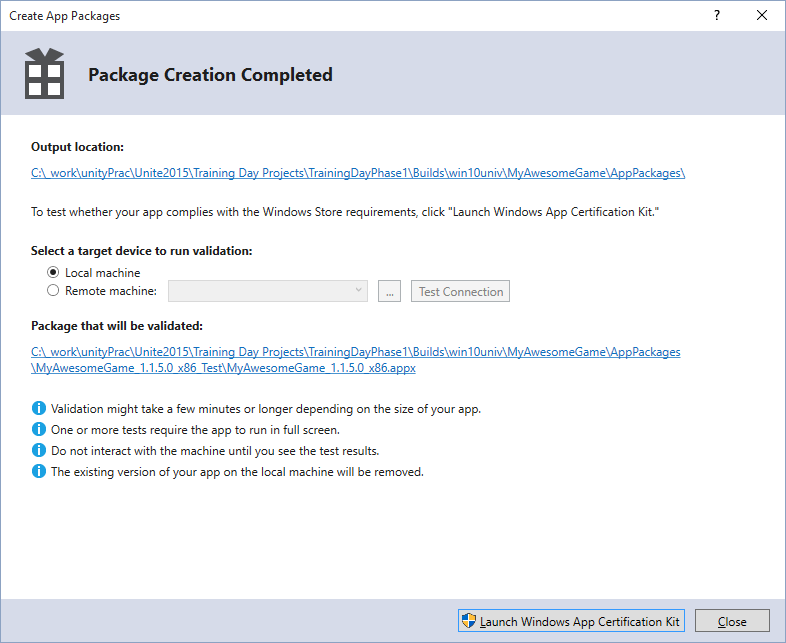 Create App Packages
?
Package Creation Completed
Output location:
C:\_work\unityPrac\Unite2015\Training Day Projects\TrainingDayPhase1\Builds\win10univ\MyAwesomeGame\AppPackages\
To test whether your app complies with the Windows Store requirements, click "Launch Windows App Certification Kit."
Select a target device to run validation:
Local machine
Remote machine:
...
Test Connection
Package that will be validated:
C:\_work\unityPrac\Unite2015\Training Day Projects\TrainingDayPhase1\Builds\win10univ\MyAwesomeGame\AppPackages
\MyAwesomeGame_1.1.5.0_x86_Test\MyAwesomeGame_1.1.5.0_x86.appx
Validation might take a few minutes or longer depending on the size of your app.
One or more tests require the app to run in full screen.
Do not interact with the machine until you see the test results.
The existing version of your app on the local machine will be removed.
Launch Windows App Certification Kit
Close